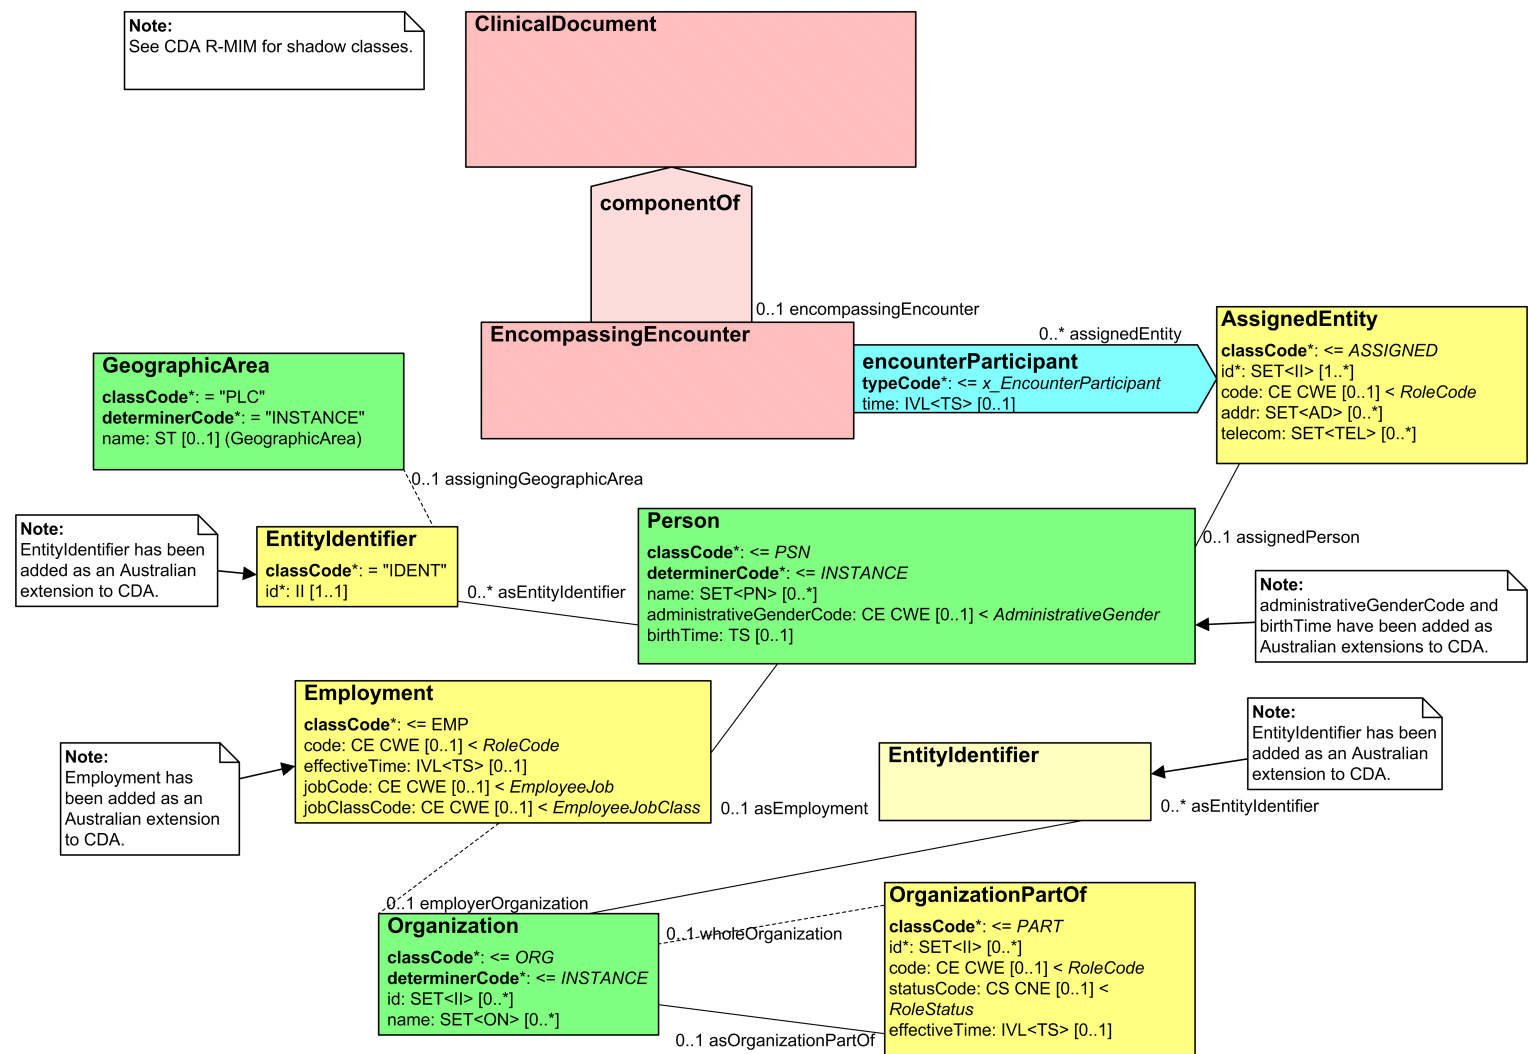 Note:
See CDA R-MIM for shadow classes.
ClinicalDocument
componentOf
0..1 encompassingEncounter
EncompassingEncounter
0..* assignedEntity
encounterParticipant
typeCode*: <= x_EncounterParticipant
time: IVL<TS> [0..1]
AssignedEntity
classCode*: <= ASSIGNED
id*: SET<II> [1..*]
code: CE CWE [0..1] < RoleCode
addr: SET<AD> [0..*]
telecom: SET<TEL> [0..*]
GeographicArea
classCode*: = "PLC"
determinerCode*: = "INSTANCE"
name: ST [0..1] (GeographicArea)
0..1 assigningGeographicArea
Note:
EntityIdentifier has been
added as an Australian
extension to CDA.
EntityIdentifier
classCode*: = "IDENT"
id*: II [1..1]
0..* asEntityIdentifier
Person
classCode*: <= PSN
determinerCode*: <= INSTANCE
name: SET<PN> [0..*]
administrativeGenderCode: CE CWE [0..1] < AdministrativeGender
birthTime: TS [0..1]
0..1 assignedPerson
Note:
administrativeGenderCode and
birthTime have been added as
Australian extensions to CDA.
Employment
classCode*: <= EMP
code: CE CWE [0..1] < RoleCode
effectiveTime: IVL<TS> [0..1]
jobCode: CE CWE [0..1] < EmployeeJob
jobClassCode: CE CWE [0..1] < EmployeeJobClass
Note:
Employment has
been added as an
Australian extension
to CDA.
0..1 asEmployment
EntityIdentifier
Note:
EntityIdentifier has been
added as an Australian
extension to CDA.
0..* asEntityIdentifier
0..1 employerOrganization
Organization
classCode*: <= ORG
determinerCode*: <= INSTANCE
id: SET<II> [0..*]
name: SET<ON> [0..*]
0..1 wholeOrganization
0..1 asOrganizationPartOf
OrganizationPartOf
classCode*: <= PART
id*: SET<II> [0..*]
code: CE CWE [0..1] < RoleCode
statusCode: CS CNE [0..1] <
RoleStatus
effectiveTime: IVL<TS> [0..1]